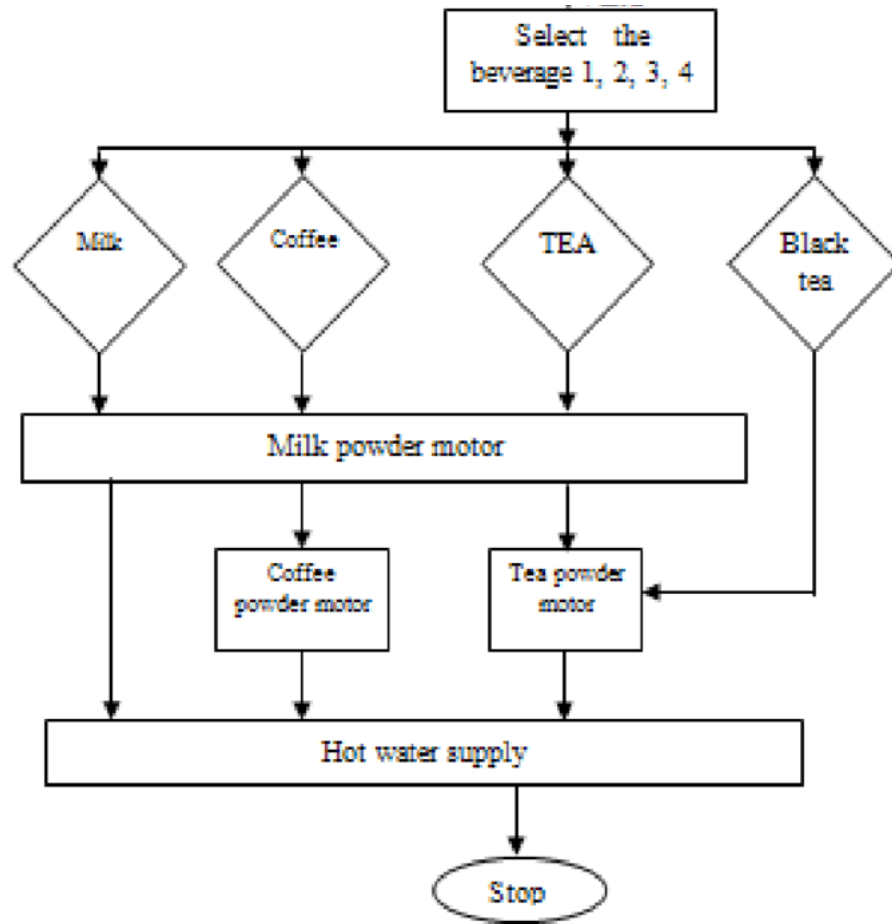 Select the
beverage 1, 2, 3, 4
Milk
Coffee
TEA
Black
tea
Milk powder motor
Coffee
powder motor
Tea powder
motor
Hot water supply
Stop